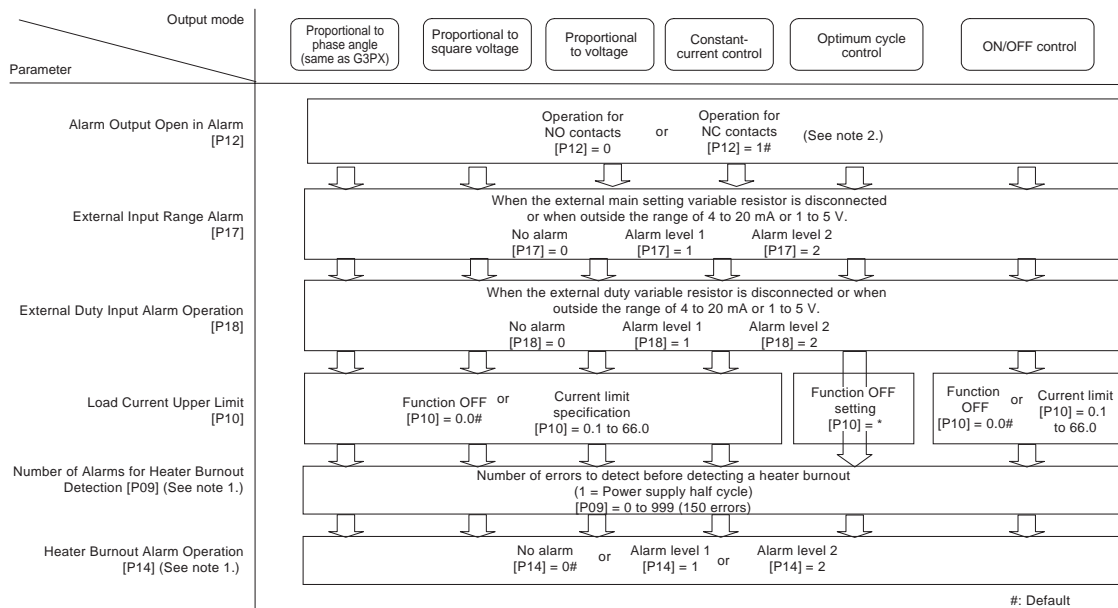 Output mode
Parameter
Proportional to
phase angle
(same as G3PX)
Proportional to
square voltage
Proportional
to voltage
Constant-
current control
Optimum cycle
control
ON/OFF control
Alarm Output Open in Alarm
[P12]
Operation for
NO contacts
[P12] = 0
or
Operation for
NC contacts
[P12] = 1#
(See note 2.)
External Input Range Alarm
[P17]
When the external main setting variable resistor is disconnected
or when outside the range of 4 to 20 mA or 1 to 5 V.
No alarm
[P17] = 0
Alarm level 1
[P17] = 1
Alarm level 2
[P17] = 2
External Duty Input Alarm Operation
[P18]
When the external duty variable resistor is disconnected or when
outside the range of 4 to 20 mA or 1 to 5 V.
No alarm
[P18] = 0
Alarm level 1
[P18] = 1
Alarm level 2
[P18] = 2
Load Current Upper Limit
[P10]
Function OFF
[P10] = 0.0#
or
Current limit
specification
[P10] = 0.1 to 66.0
Function OFF
setting
[P10] = *
Function
OFF
[P10] = 0.0#
or
Current limit
[P10] = 0.1
to 66.0
Number of Alarms for Heater Burnout
Detection [P09] (See note 1.)
Number of errors to detect before detecting a heater burnout
(1 = Power supply half cycle)
[P09] = 0 to 999 (150 errors)
Heater Burnout Alarm Operation
[P14] (See note 1.)
No alarm
[P14] = 0#
or
Alarm level 1
[P14] = 1
or
Alarm level 2
[P14] = 2
#: Default